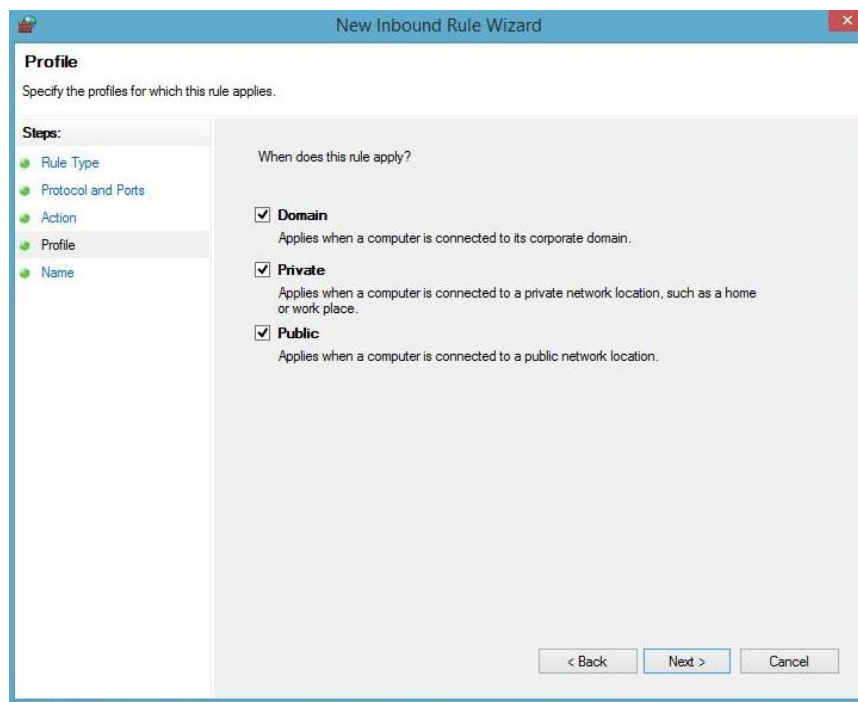 New Inbound Rule Wizard
Profile
Specify the profiles for which this rule applies.
Steps:
Rule Type
Protocol and Ports
Action
Profile
Name
When does this rule apply?
Domain
Applies when a computer is connected to its corporate domain.
Private
Applies when a computer is connected to a private network location, such as a home
or work place.
Public
Applies when a computer is connected to a public network location.
< Back
Next >
Cancel